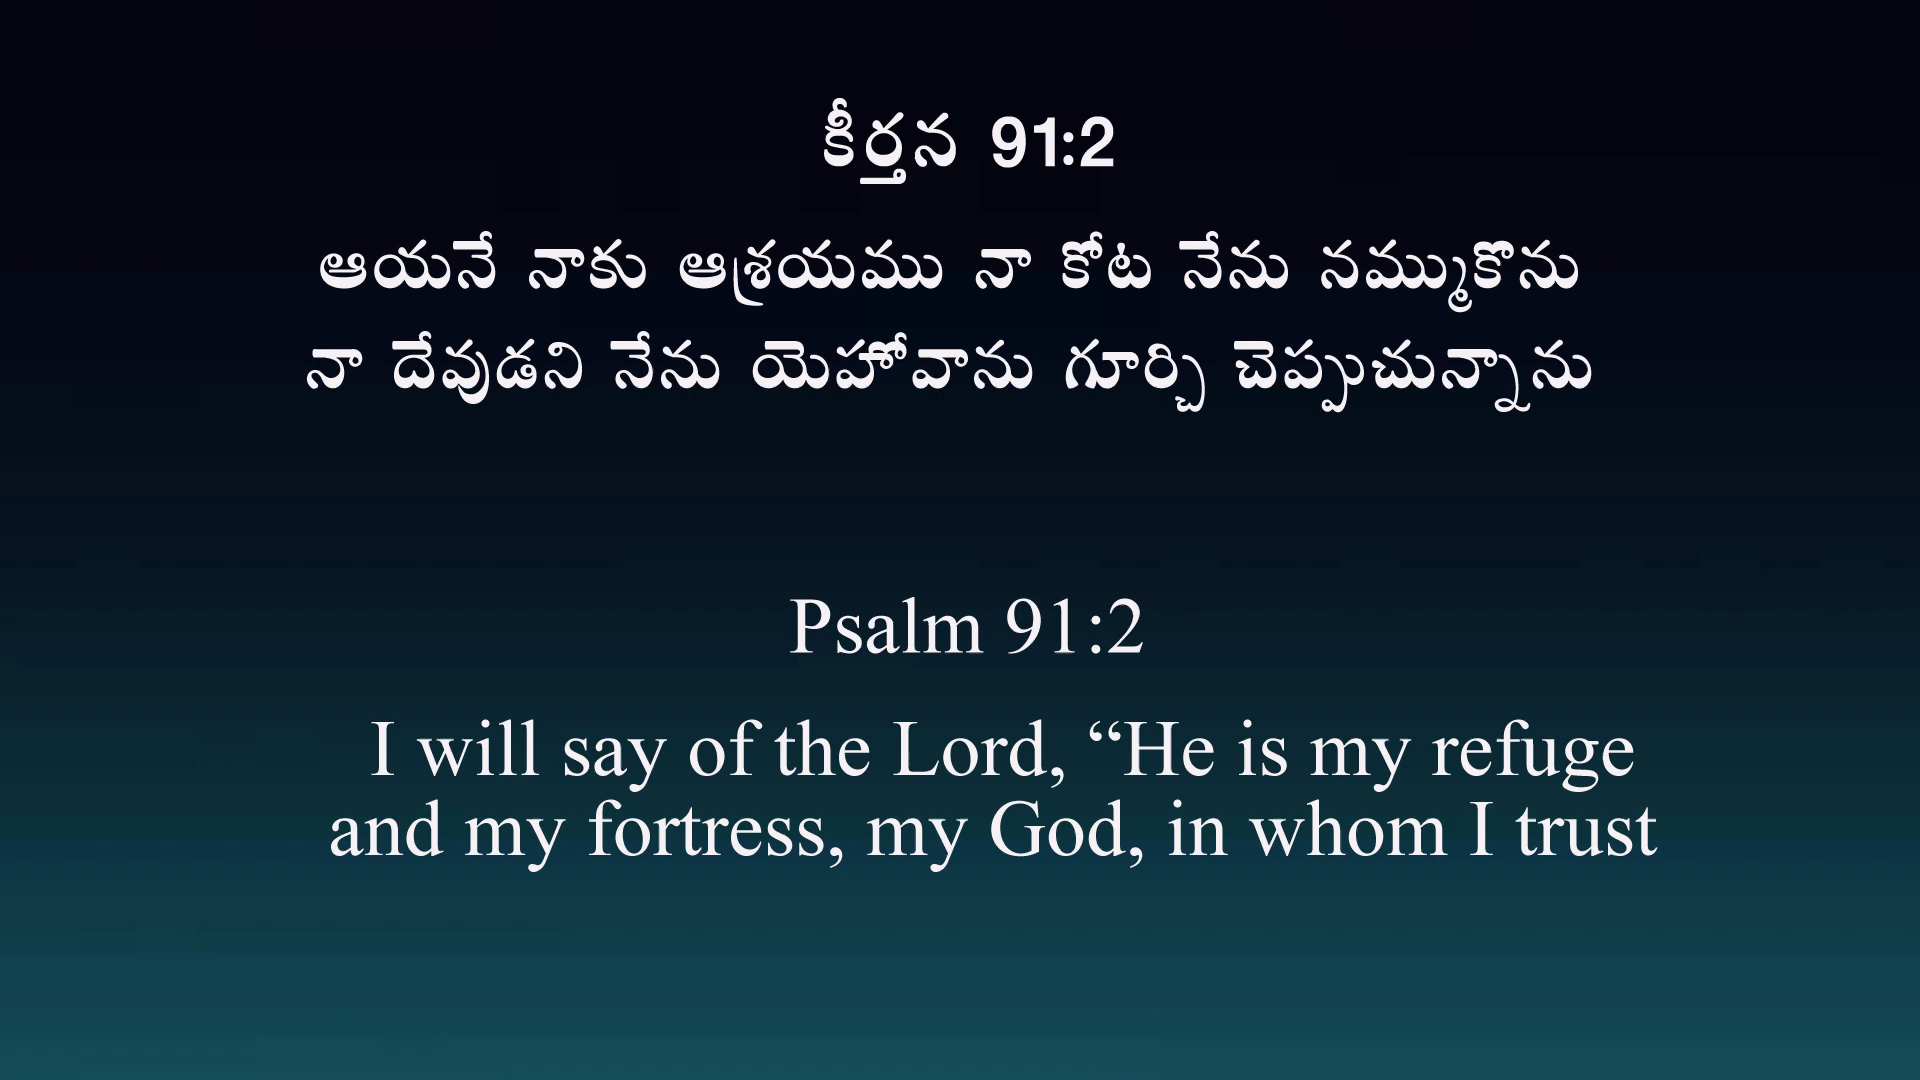 కీర్తన 91:2
ఆయనే నాకు ఆశ్రయము నా కోట నేను నమ్ముకొను
నా దేవుడని నేను యెహోవాను గూర్చి చెప్పుచున్నాను
Psalm 91:2
I will say of the Lord, “He is my refuge
and my fortress, my God, in whom I trust